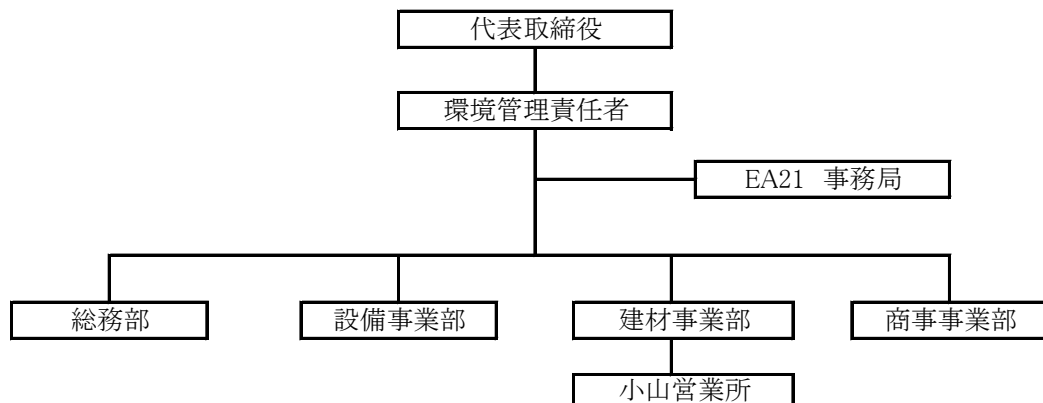 代表取締役
環境管理責任者
EA21 事務局
総務部
設備事業部
建材事業部
商事事業部
小山営業所